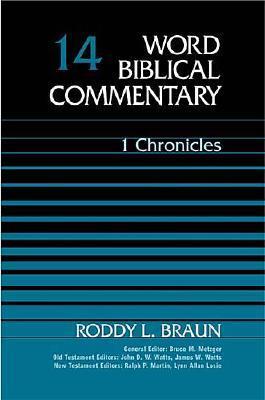 14 WORD
BIBLICAL
COMMENTARY
1 Chronicles
RODDY L. BRAUN
General Editor: Bruce M. Metzger
Old Testament Editors: John D. W. Watts, James W. Watts
New Testament Editors: Ralph P. Martin, Lynn Allan Losie